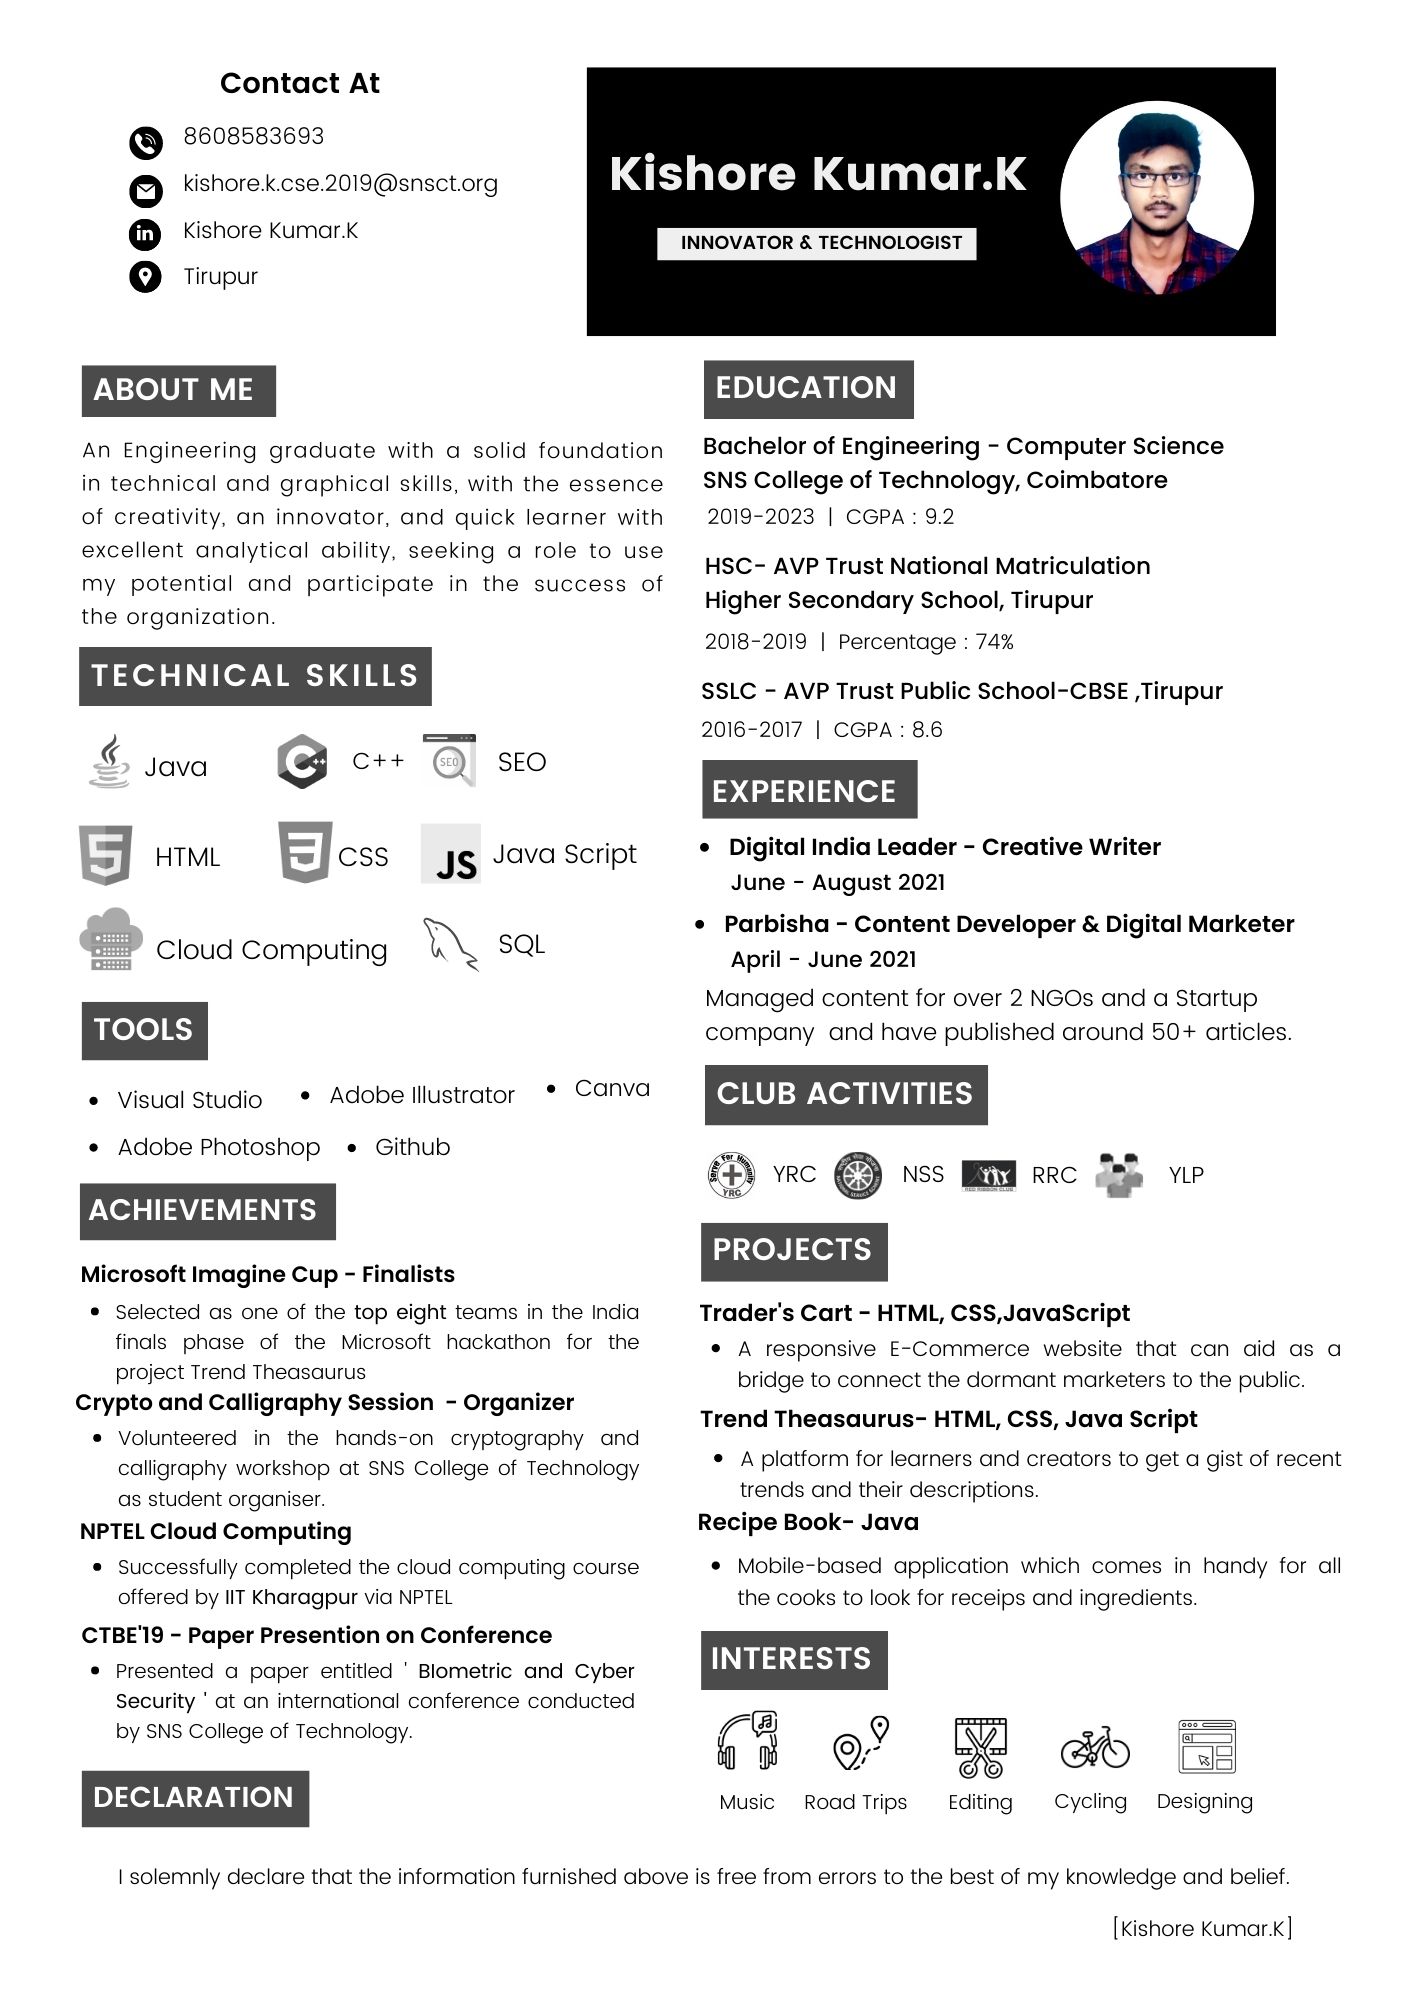 Contact At
8608583693
kishore.k.cse.2019@snsct.org
in
Kishore Kumar.K
Tirupur
Kishore Kumar.K
INNOVATOR & TECHNOLOGIST
ABOUT ME
An Engineering graduate with a solid foundation
in technical and graphical skills, with the essence
of creativity, an innovator, and quick learner with
excellent analytical ability, seeking a role to use
my potential and participate in the success of
the organization.
TECHNICAL SKILLS
Java
C++
SEO
SEO
HTML
CSS
JS
Java Script
Cloud Computing
SQL
TOOLS
• Visual Studio
• Adobe Illustrator
• Canva
• Adobe Photoshop
• Github
ACHIEVEMENTS
Microsoft Imagine Cup - Finalists
• Selected as one of the top eight teams in the India
finals phase of the Microsoft hackathon for the
project Trend Theasaurus
Crypto and Calligraphy Session - Organizer
• Volunteered in the hands-on cryptography and
calligraphy workshop at SNS College of Technology
as student organiser.
NPTEL Cloud Computing
• Successfully completed the cloud computing course
offered by IIT Kharagpur via NPTEL
CTBE'19 - Paper Presention on Conference
• Presented a paper entitled ' BIometric and Cyber
Security ' at an international conference conducted
by SNS College of Technology.
EDUCATION
Bachelor of Engineering - Computer Science
SNS College of Technology, Coimbatore
2019-2023 | CGPA : 9.2
HSC- AVP Trust National Matriculation
Higher Secondary School, Tirupur
2018-2019 | Percentage : 74%
SSLC - AVP Trust Public School-CBSE ,Tirupur
2016-2017 | CGPA : 8.6
EXPERIENCE
• Digital India Leader - Creative Writer
June - August 2021
• Parbisha - Content Developer & Digital Marketer
April - June 2021
Managed content for over 2 NGOs and a Startup
company and have published around 50+ articles.
CLUB ACTIVITIES
Serve For Humanity
YRC
YRC
NSS
RED RIBBON CLUB
RRC
YLP
PROJECTS
Trader's Cart - HTML, CSS,JavaScript
• A responsive E-Commerce website that can aid as a
bridge to connect the dormant marketers to the public.
Trend Theasaurus- HTML, CSS, Java Script
• A platform for learners and creators to get a gist of recent
trends and their descriptions.
Recipe Book- Java
• Mobile-based application which comes in handy for all
the cooks to look for receips and ingredients.
INTERESTS
Music
Road Trips
Editing
Cycling
Designing
DECLARATION
I solemnly declare that the information furnished above is free from errors to the best of my knowledge and belief.
[Kishore Kumar.K]